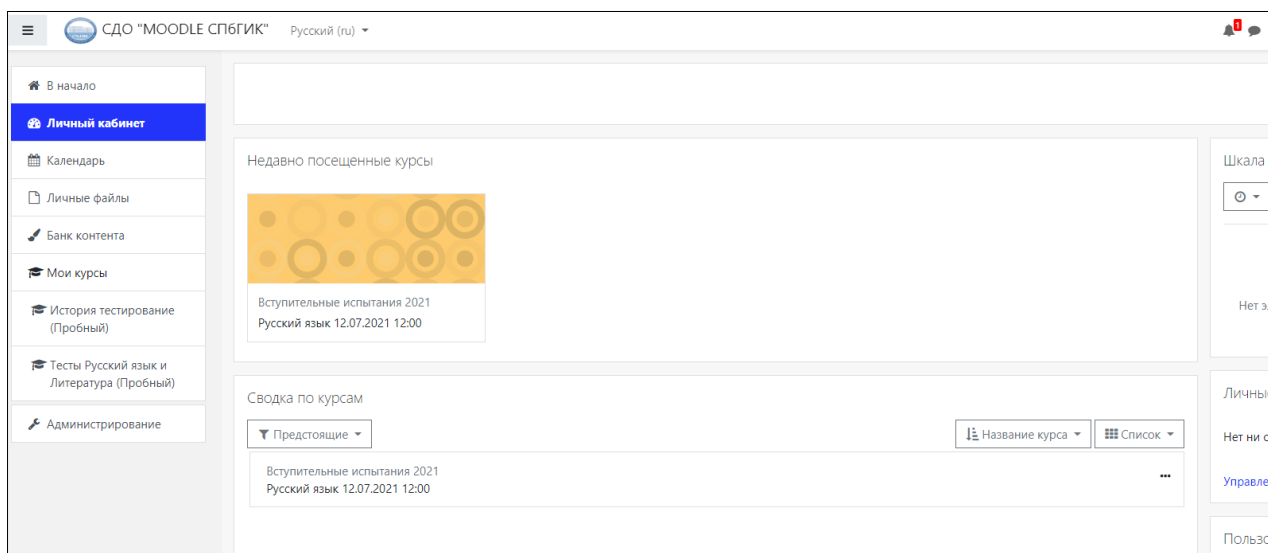 СДО "MOODLE СПбГИК" Русский (ru)
1
В начало
Личный кабинет
Календарь
Личные файлы
Банк контента
Мои курсы
История тестирование
(Пробный)
Тесты Русский язык и
Литература (Пробный)
Администрирование
Недавно посещенные курсы
Вступительные испытания 2021
Русский язык 12.07.2021 12:00
Сводка по курсам
Предстоящие
Название курса
Список
Вступительные испытания 2021
Русский язык 12.07.2021 12:00
Шкала
Нет э
Личны
Нет ни
Управле
Польз